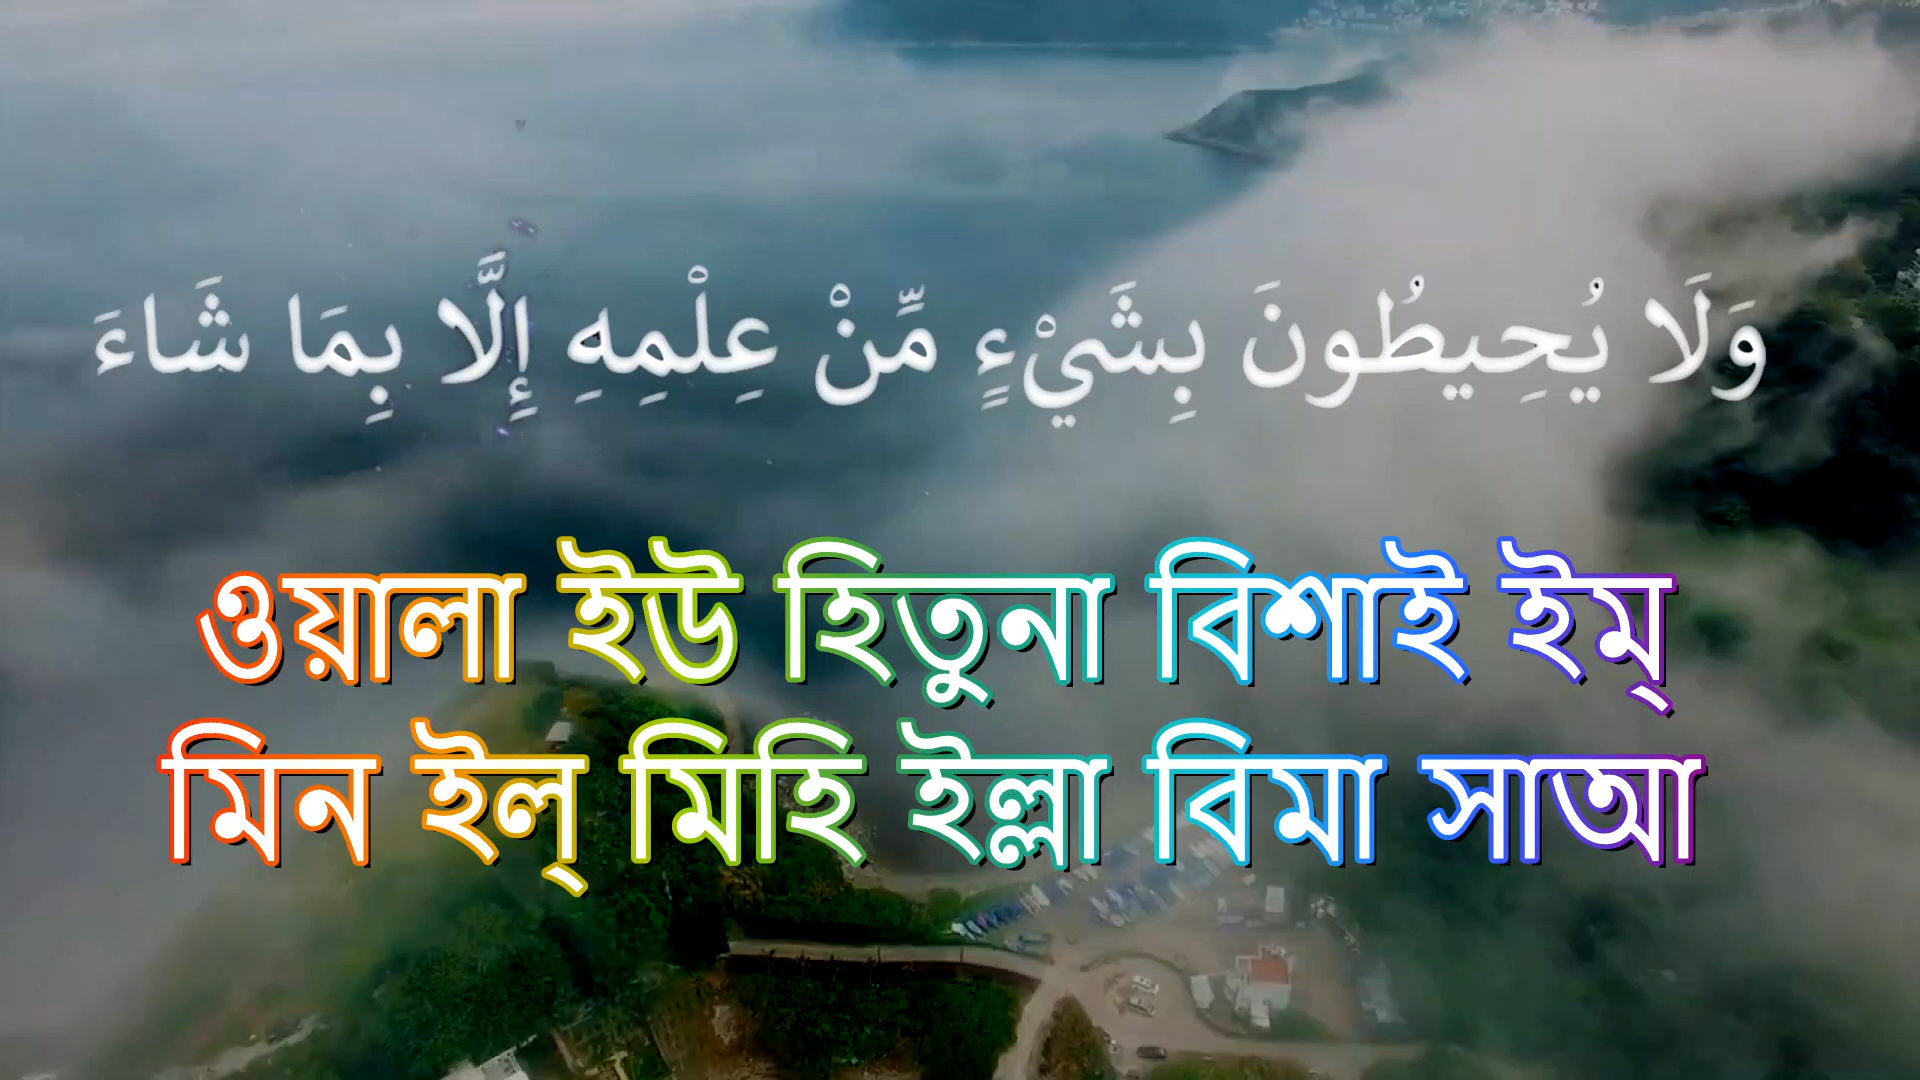 وَلَا يُحِيطُونَ بِشَيْءٍ مِّنْ عِلْمِهِ إِلَّا بِمَا شَاءَ
ওয়ালা ইউ হিতুনা বিশাই ইম্
মিন ইল্ মিহি ইল্লা বিমা সাআ